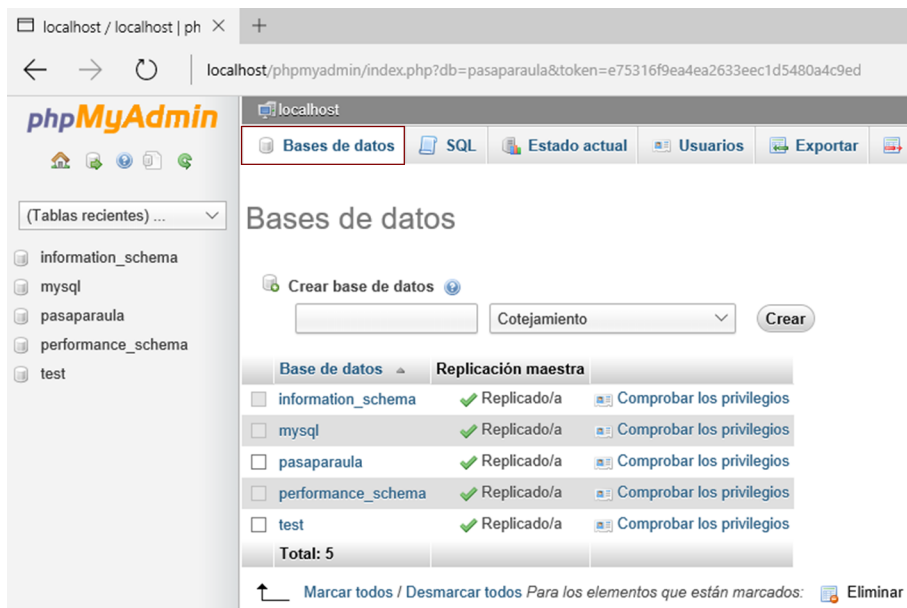 localhost / localhost | ph
localhost/phpmyadmin/index.php?db=pasaparaula&token=e75316f9ea4ea2633eec1d5480a4c9ed
phpMyAdmin
(Tablas recientes) ...
information_schema
mysql
pasaparaula
performance_schema
test
localhost
Bases de datos SQL Estado actual Usuarios Exportar
Bases de datos
Crear base de datos
Cotejamiento Crear
Base de datos Replicación maestra
information_schema Replicado/a Comprobar los privilegios
mysql Replicado/a Comprobar los privilegios
pasaparaula Replicado/a Comprobar los privilegios
performance_schema Replicado/a Comprobar los privilegios
test Replicado/a Comprobar los privilegios
Total: 5
Marcar todos / Desmarcar todos Para los elementos que están marcados: Eliminar